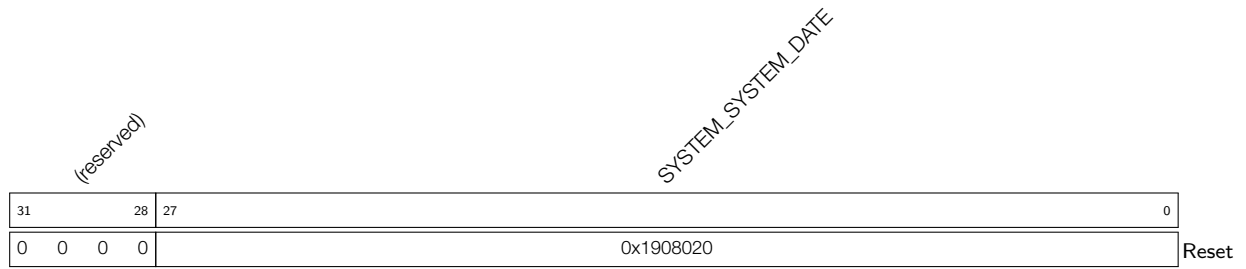 (reserved)
SYSTEM_SYSTEM_DATE
31 28 27 0
0 0 0 0 0x1908020 Reset